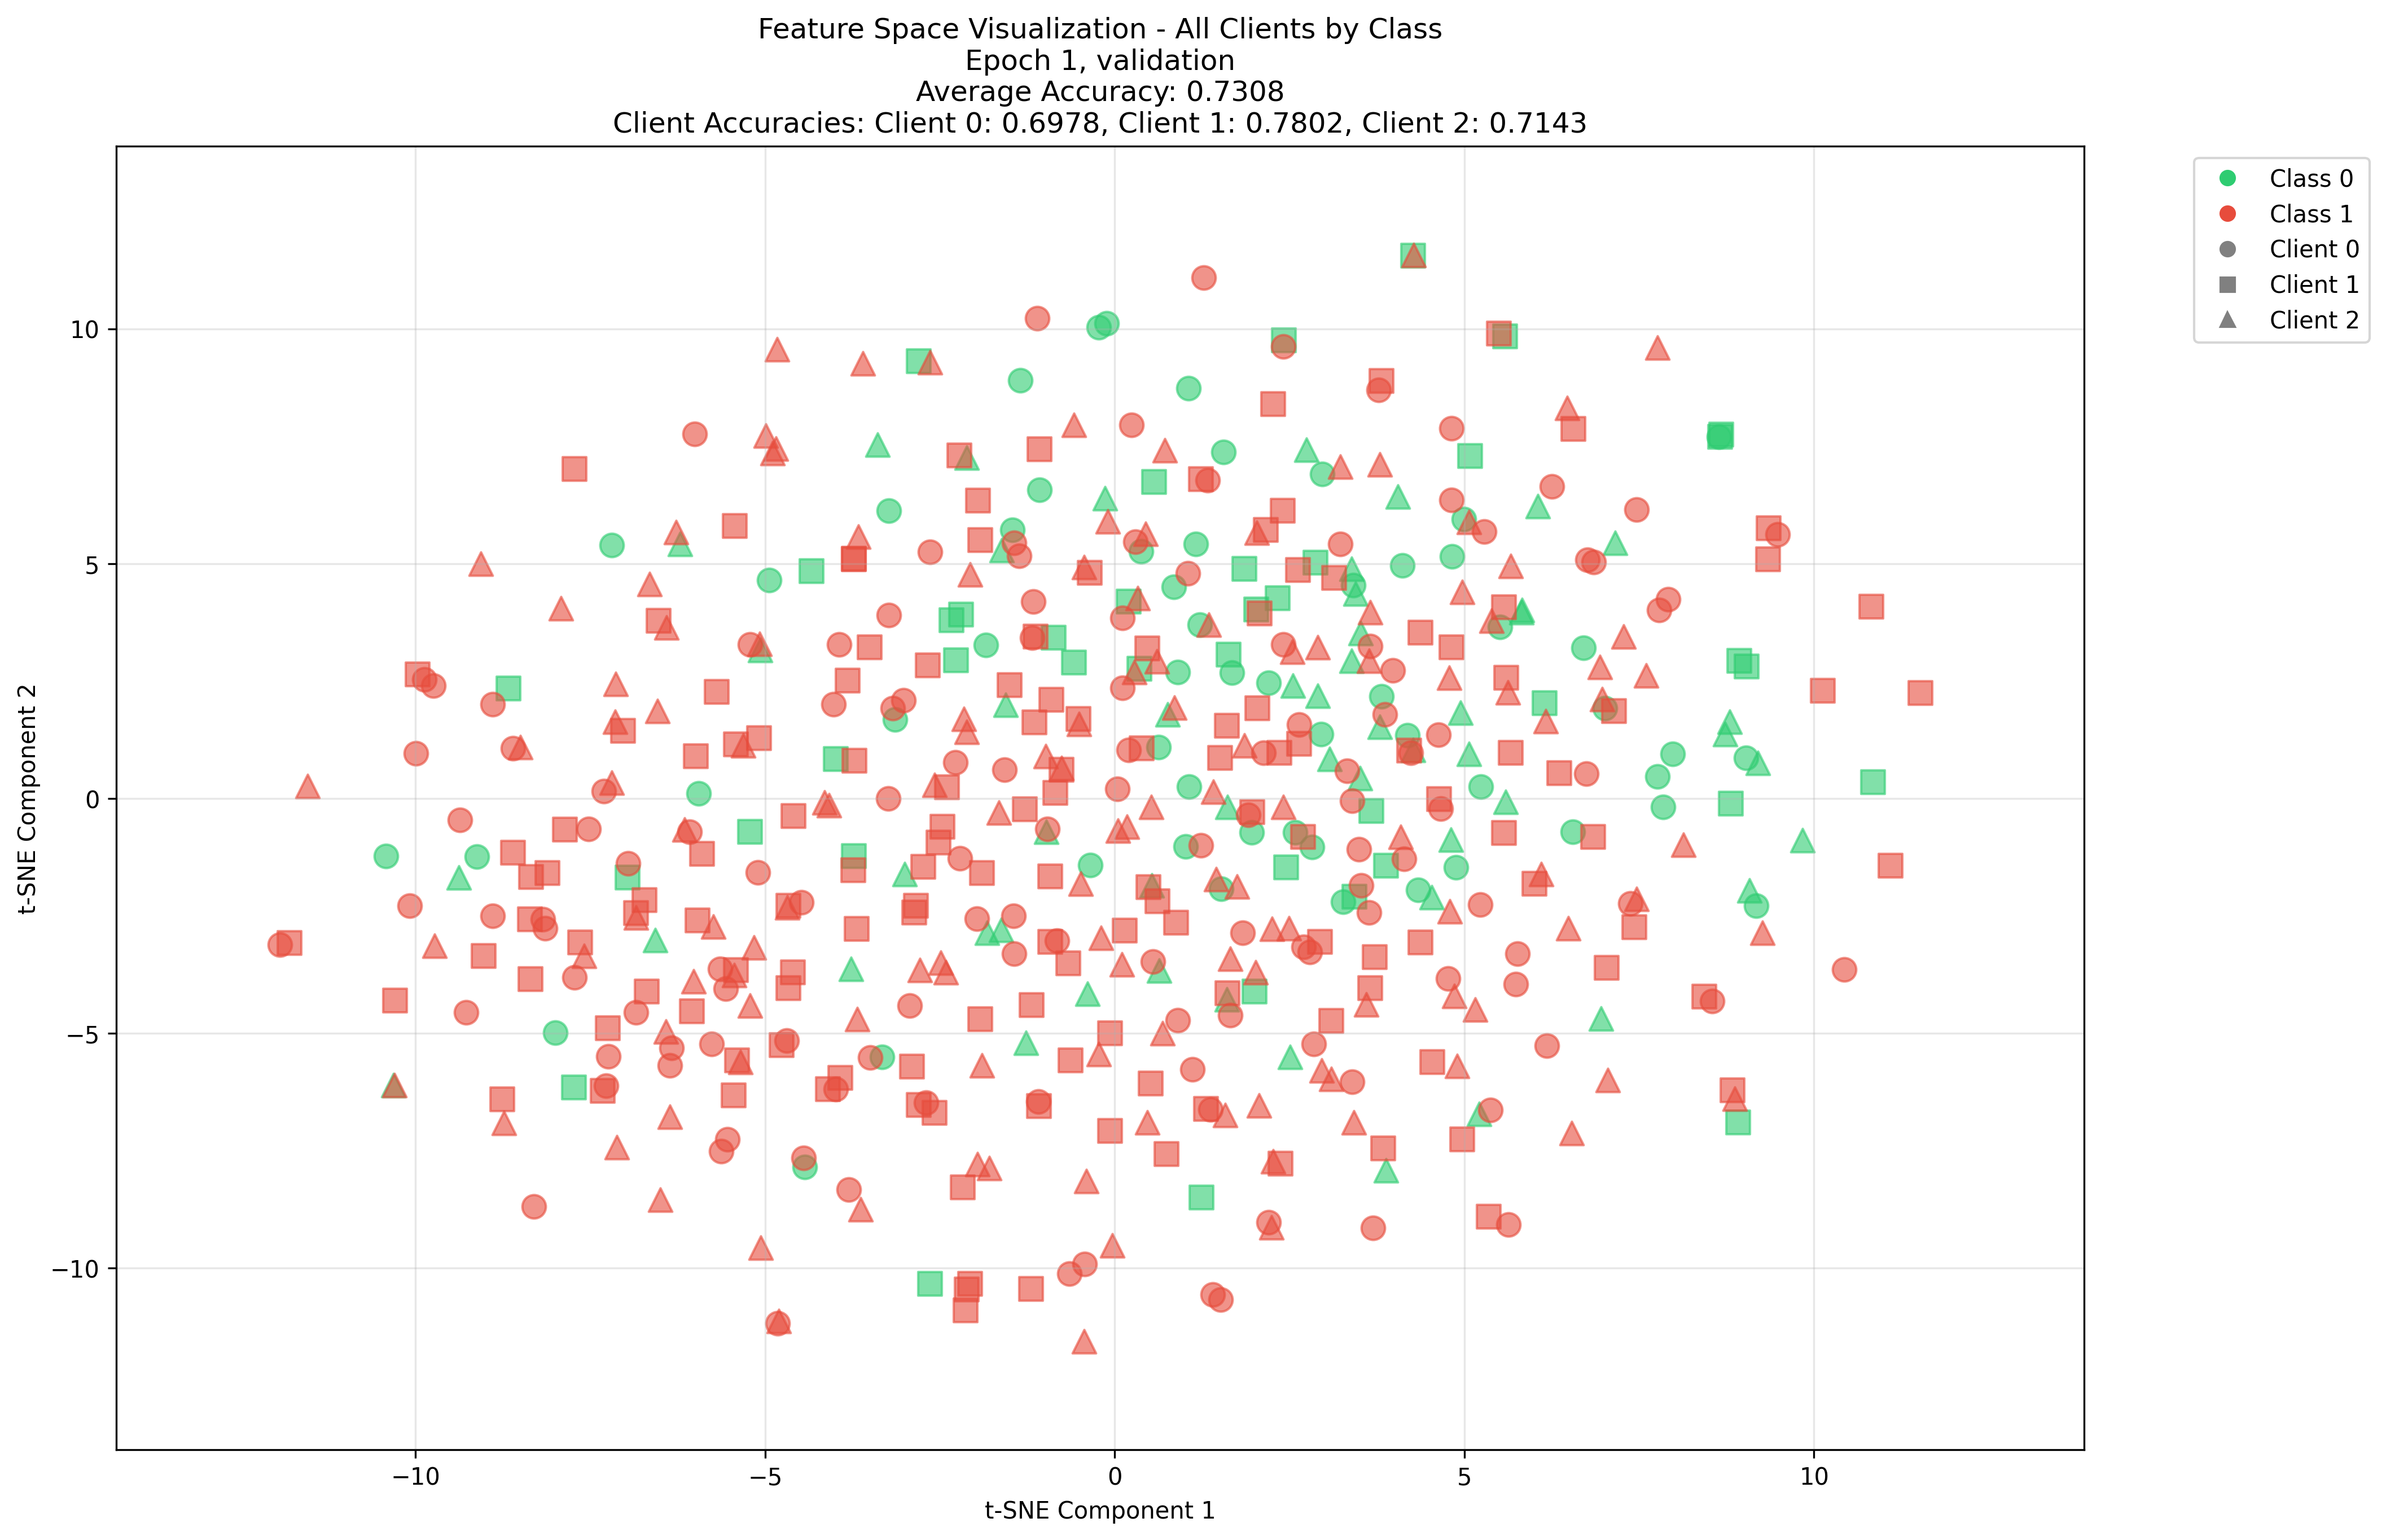 Feature Space Visualization - All Clients by Class
Epoch 1, validation
Average Accuracy: 0.7308
Client Accuracies: Client 0: 0.6978, Client 1: 0.7802, Client 2: 0.7143
Class 0
Class 1
Client 0
Client 1
Client 2
t-SNE Component 2
10
5
0
−5
−10
−10
−5
0
5
10
t-SNE Component 1